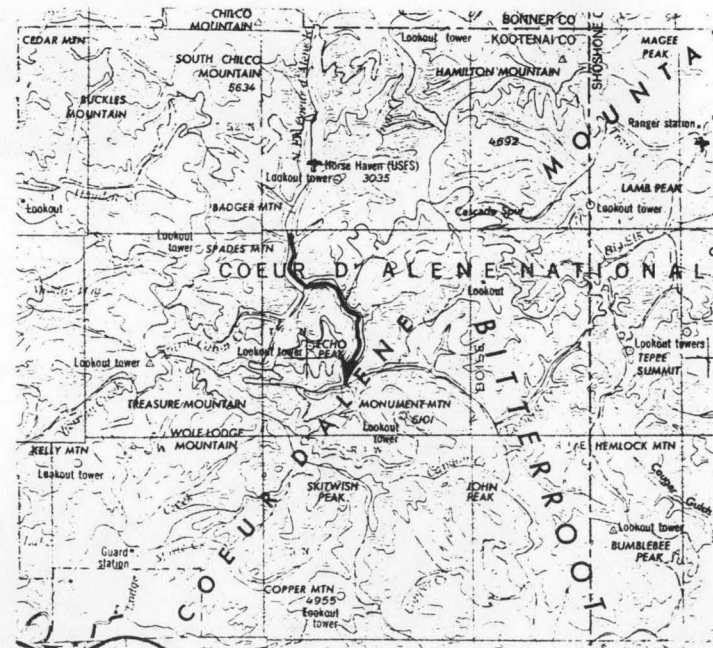 CHILCO
MOUNTAIN
BONNER CO
KOOTENAI CO
SHOSHONE C
CEDAR MTN
Lookout tower
MAGEE
PEAK
SOUTH CHILCO
MOUNTAIN
5634
HAMILTON MOUNTAIN
BUCKLES
MOUNTAIN
4692
Ranger station
Horse Haven (USFS)
3035
Lookout tower
MOUNTA
LAMB PEAK
Lookout
BADGER MTN
Cascade Spur
Lookout tower
Lookout
tower
SPADES MTN
COEUR D'ALENE NATIONAL
Lookout
Lookout tower
Lookout tower
ECHO
PEAK
Lookout towers
TEPEE
SUMMIT
TREASURE MOUNTAIN
MONUMENT MTN
6101
Lookout
tower
WOLF LODGE
MOUNTAIN
KELLY MTN
Lookout tower
HEMLOCK MTN
SKITWISH
PEAK
JOHN
PEAK
Cougar Gulch
Lookout tower
BUMBLEBEE
PEAK
Guard
station
COPPER MTN
4955
Lookout
tower
COEUR D'ALENE
BITTERROOT